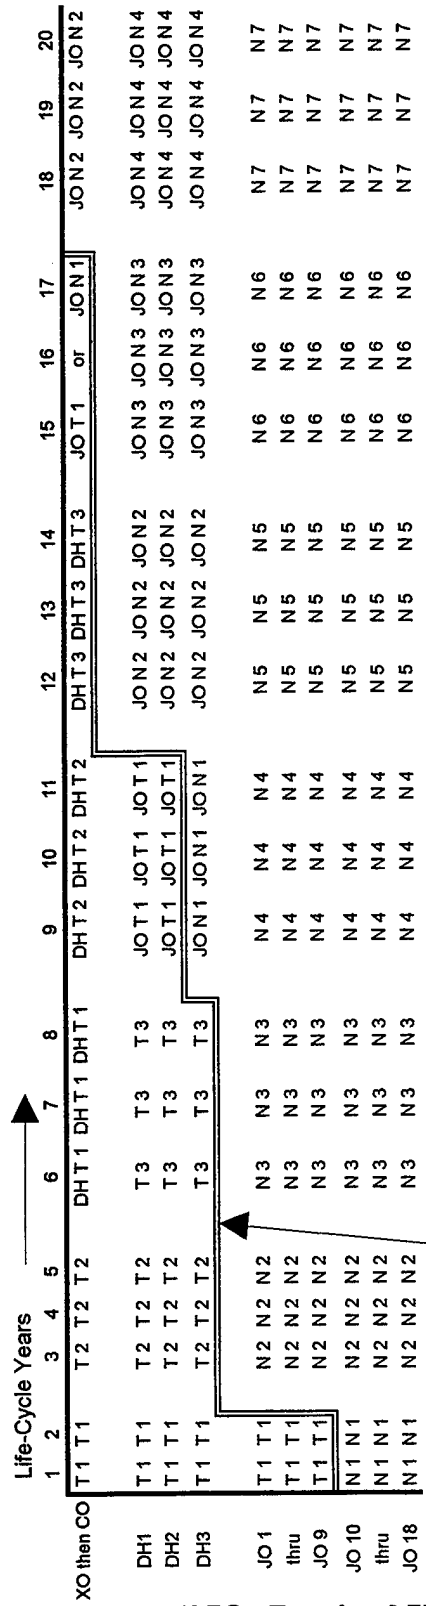 Life-Cycle Years
1 2 3 4 5 6 7 8 9 10 11 12 13 14 15 16 17 18 19 20
XO then CO T1 T1 T2 T2 T2 DHT1 DHT1 DHT1 DHT2 DHT2 DHT2 DHT3 DHT3 DHT3 JOT1 or JON1 JON2 JON2 JON2
DH1 T1 T1 T2 T2 T2 T3 T3 T3 JOT1 JOT1 JOT1 JON2 JON2 JON2 JON3 JON3 JON3 JON4 JON4 JON4
DH2 T1 T1 T2 T2 T2 T3 T3 T3 JOT1 JOT1 JOT1 JON2 JON2 JON2 JON3 JON3 JON3 JON4 JON4 JON4
DH3 T1 T1 T2 T2 T2 T3 T3 T3 JON1 JON1 JON1 JON2 JON2 JON2 JON3 JON3 JON3 JON4 JON4 JON4
JO 1 T1 T1 N2 N2 N2 N3 N3 N3 N4 N4 N4 N5 N5 N5 N6 N6 N6 N7 N7 N7
thru T1 T1 N2 N2 N2 N3 N3 N3 N4 N4 N4 N5 N5 N5 N6 N6 N6 N7 N7 N7
JO 9 T1 T1 N2 N2 N2 N3 N3 N3 N4 N4 N4 N5 N5 N5 N6 N6 N6 N7 N7 N7
JO 10 N1 N1 N2 N2 N2 N3 N3 N3 N4 N4 N4 N5 N5 N5 N6 N6 N6 N7 N7 N7
thru N1 N1 N2 N2 N2 N3 N3 N3 N4 N4 N4 N5 N5 N5 N6 N6 N6 N7 N7 N7
JO 18 N1 N1 N2 N2 N2 N3 N3 N3 N4 N4 N4 N5 N5 N5 N6 N6 N6 N7 N7 N7